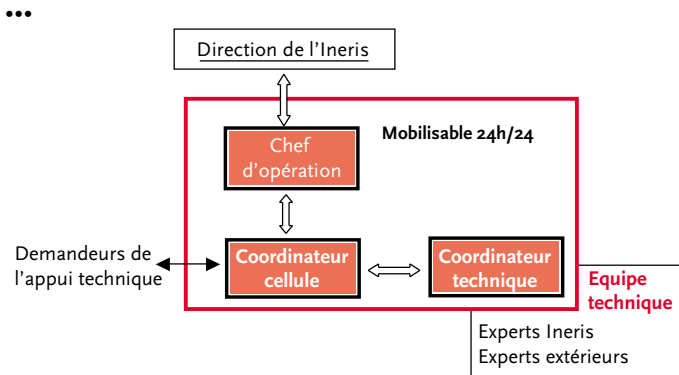 •••
Direction de l'Ineris
Mobilisable 24h/24
Chef
d'opération
Demandeurs de
l'appui technique
Coordinateur
cellule
Coordinateur
technique
Equipe
technique
Experts Ineris
Experts extérieurs